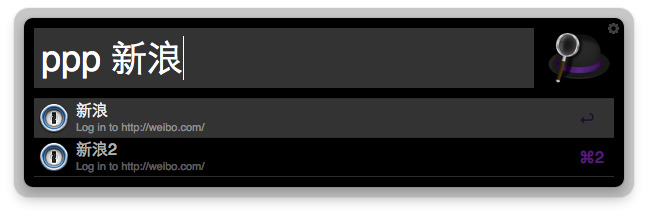 ppp 新浪
新浪
Log in to http://weibo.com/
新浪2
Log in to http://weibo.com/
⌘2